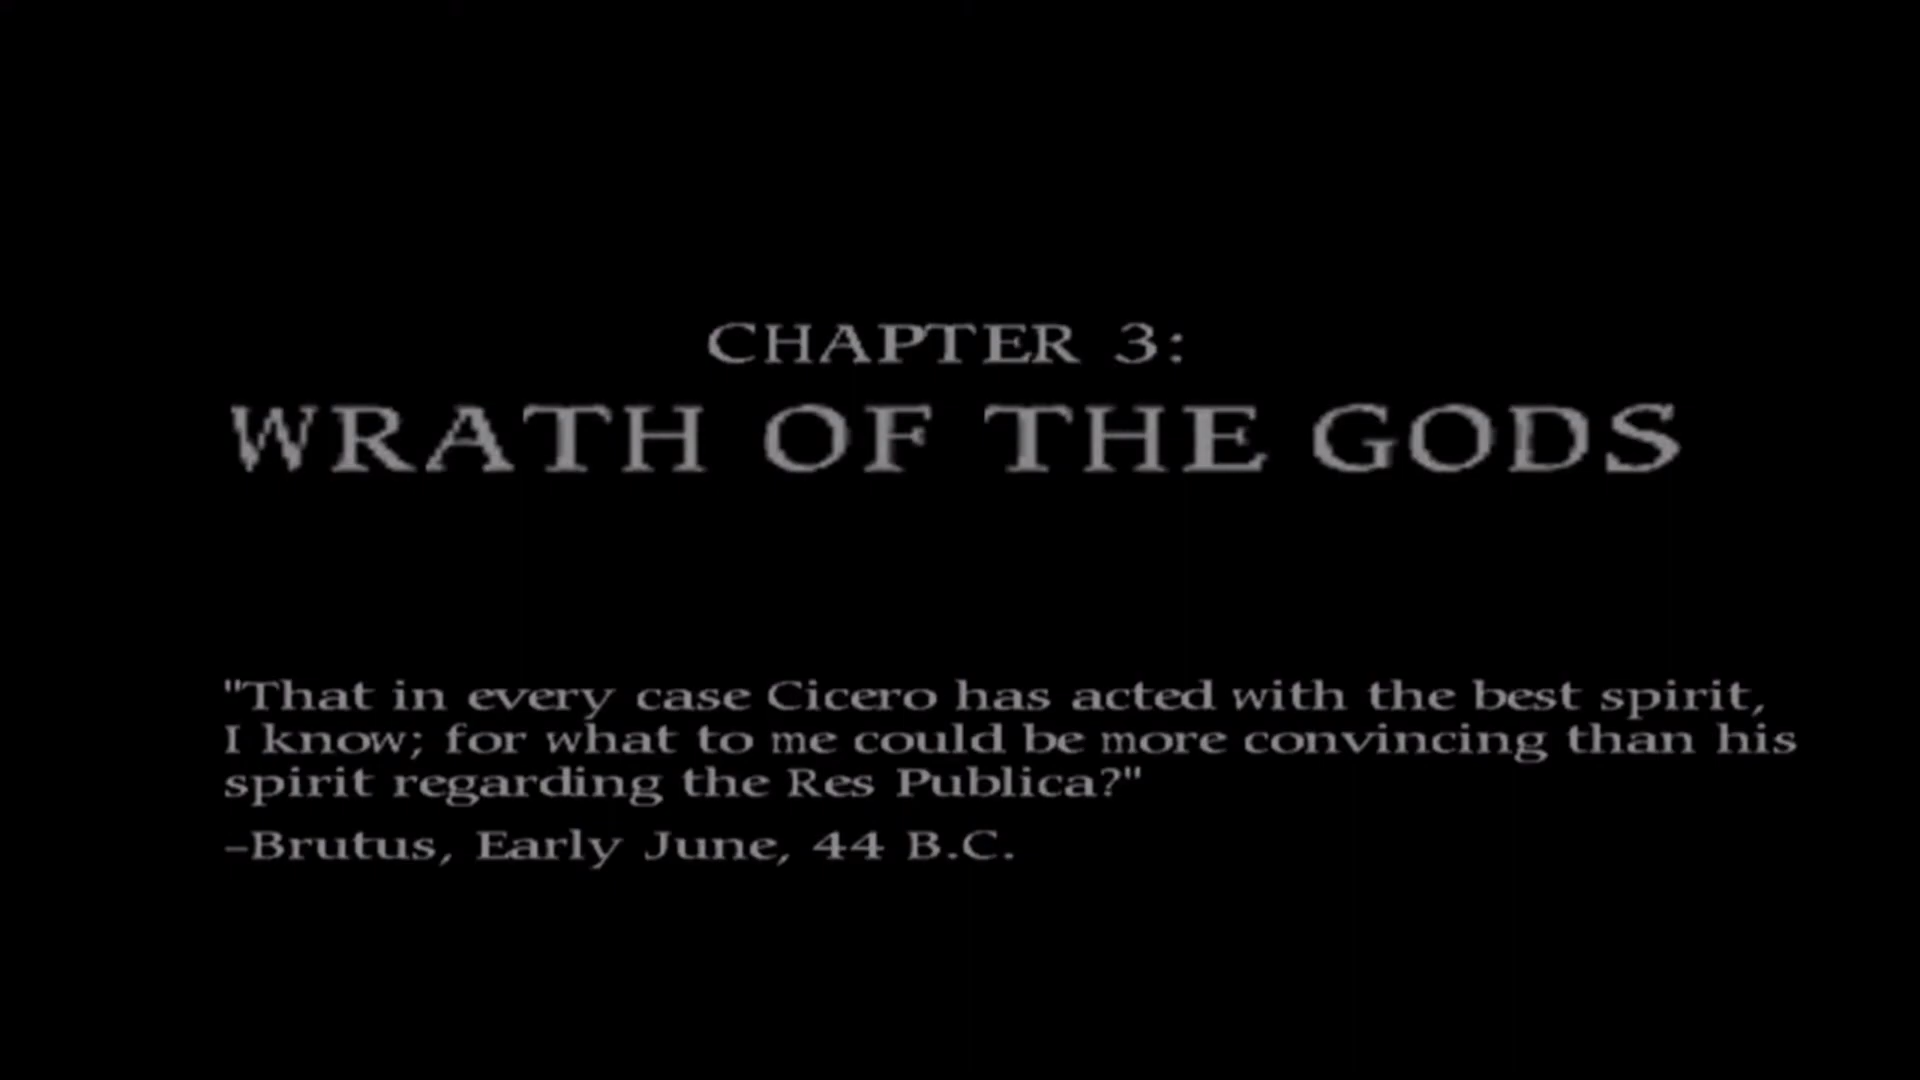 CHAPTER 3:
WRATH OF THE GODS
"That in every case Cicero has acted with the best spirit,
I know; for what to me could be more convincing than his
spirit regarding the Res Publica?"
–Brutus, Early June, 44 B.C.